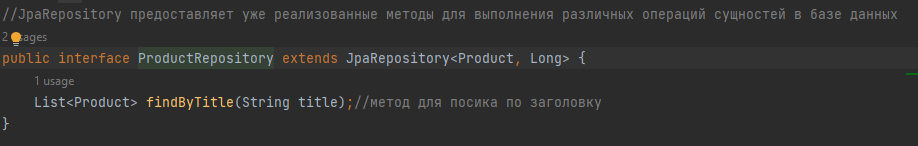 //JpaRepository предоставляет уже реализованные методы для выполнения различных операций сущностей в базе данных
2 usages
public interface ProductRepository extends JpaRepository<Product, Long> {
1 usage
List<Product> findByTitle(String title);//метод для посика по заголовку
}